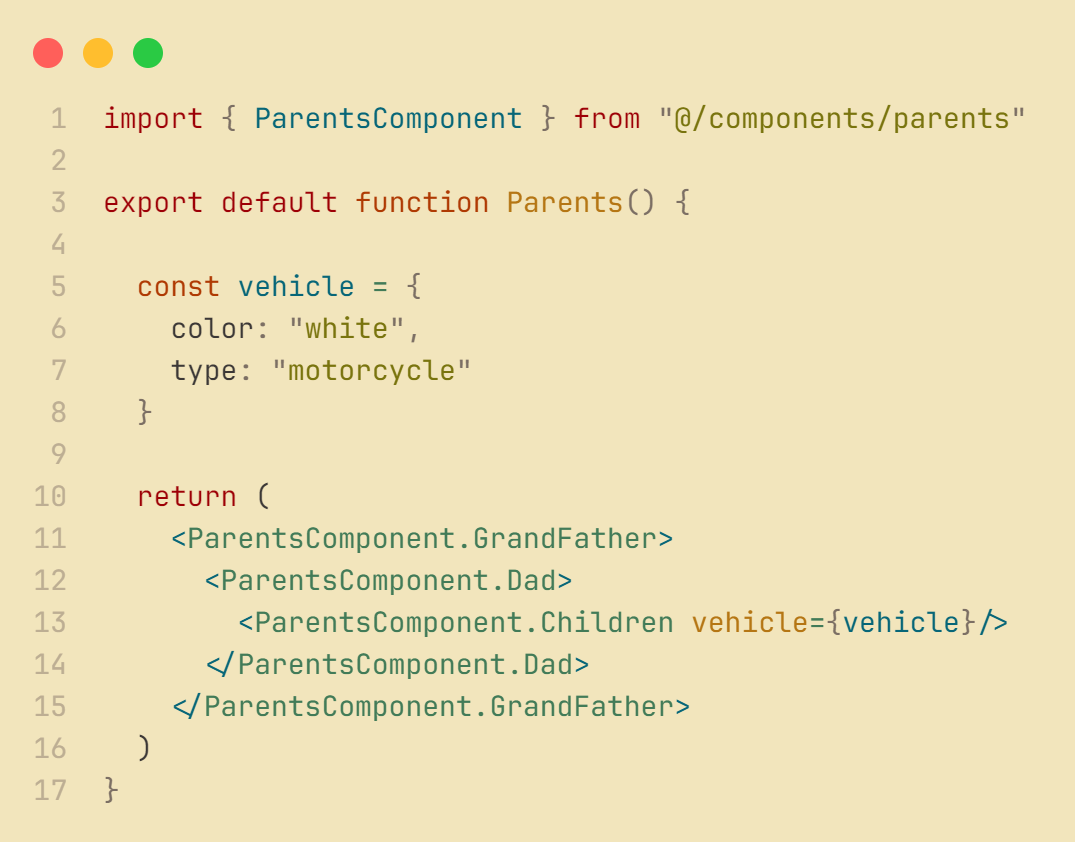 1 import { ParentsComponent } from "@/components/parents"
2
3 export default function Parents() {
4
5   const vehicle = {
6     color: "white",
7     type: "motorcycle"
8   }
9
10   return (
11     <ParentsComponent.GrandFather>
12       <ParentsComponent.Dad>
13         <ParentsComponent.Children vehicle={vehicle}/>
14       </ParentsComponent.Dad>
15     </ParentsComponent.GrandFather>
16   )
17 }